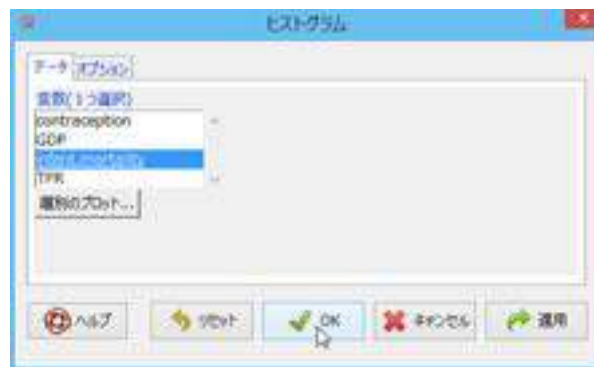 ヒストグラム
データ オプション
変数(1つ選択)
contraception
GDP
infant.mortality
TFR
層別のプロット...
ヘルプ リセット OK キャンセル 適用